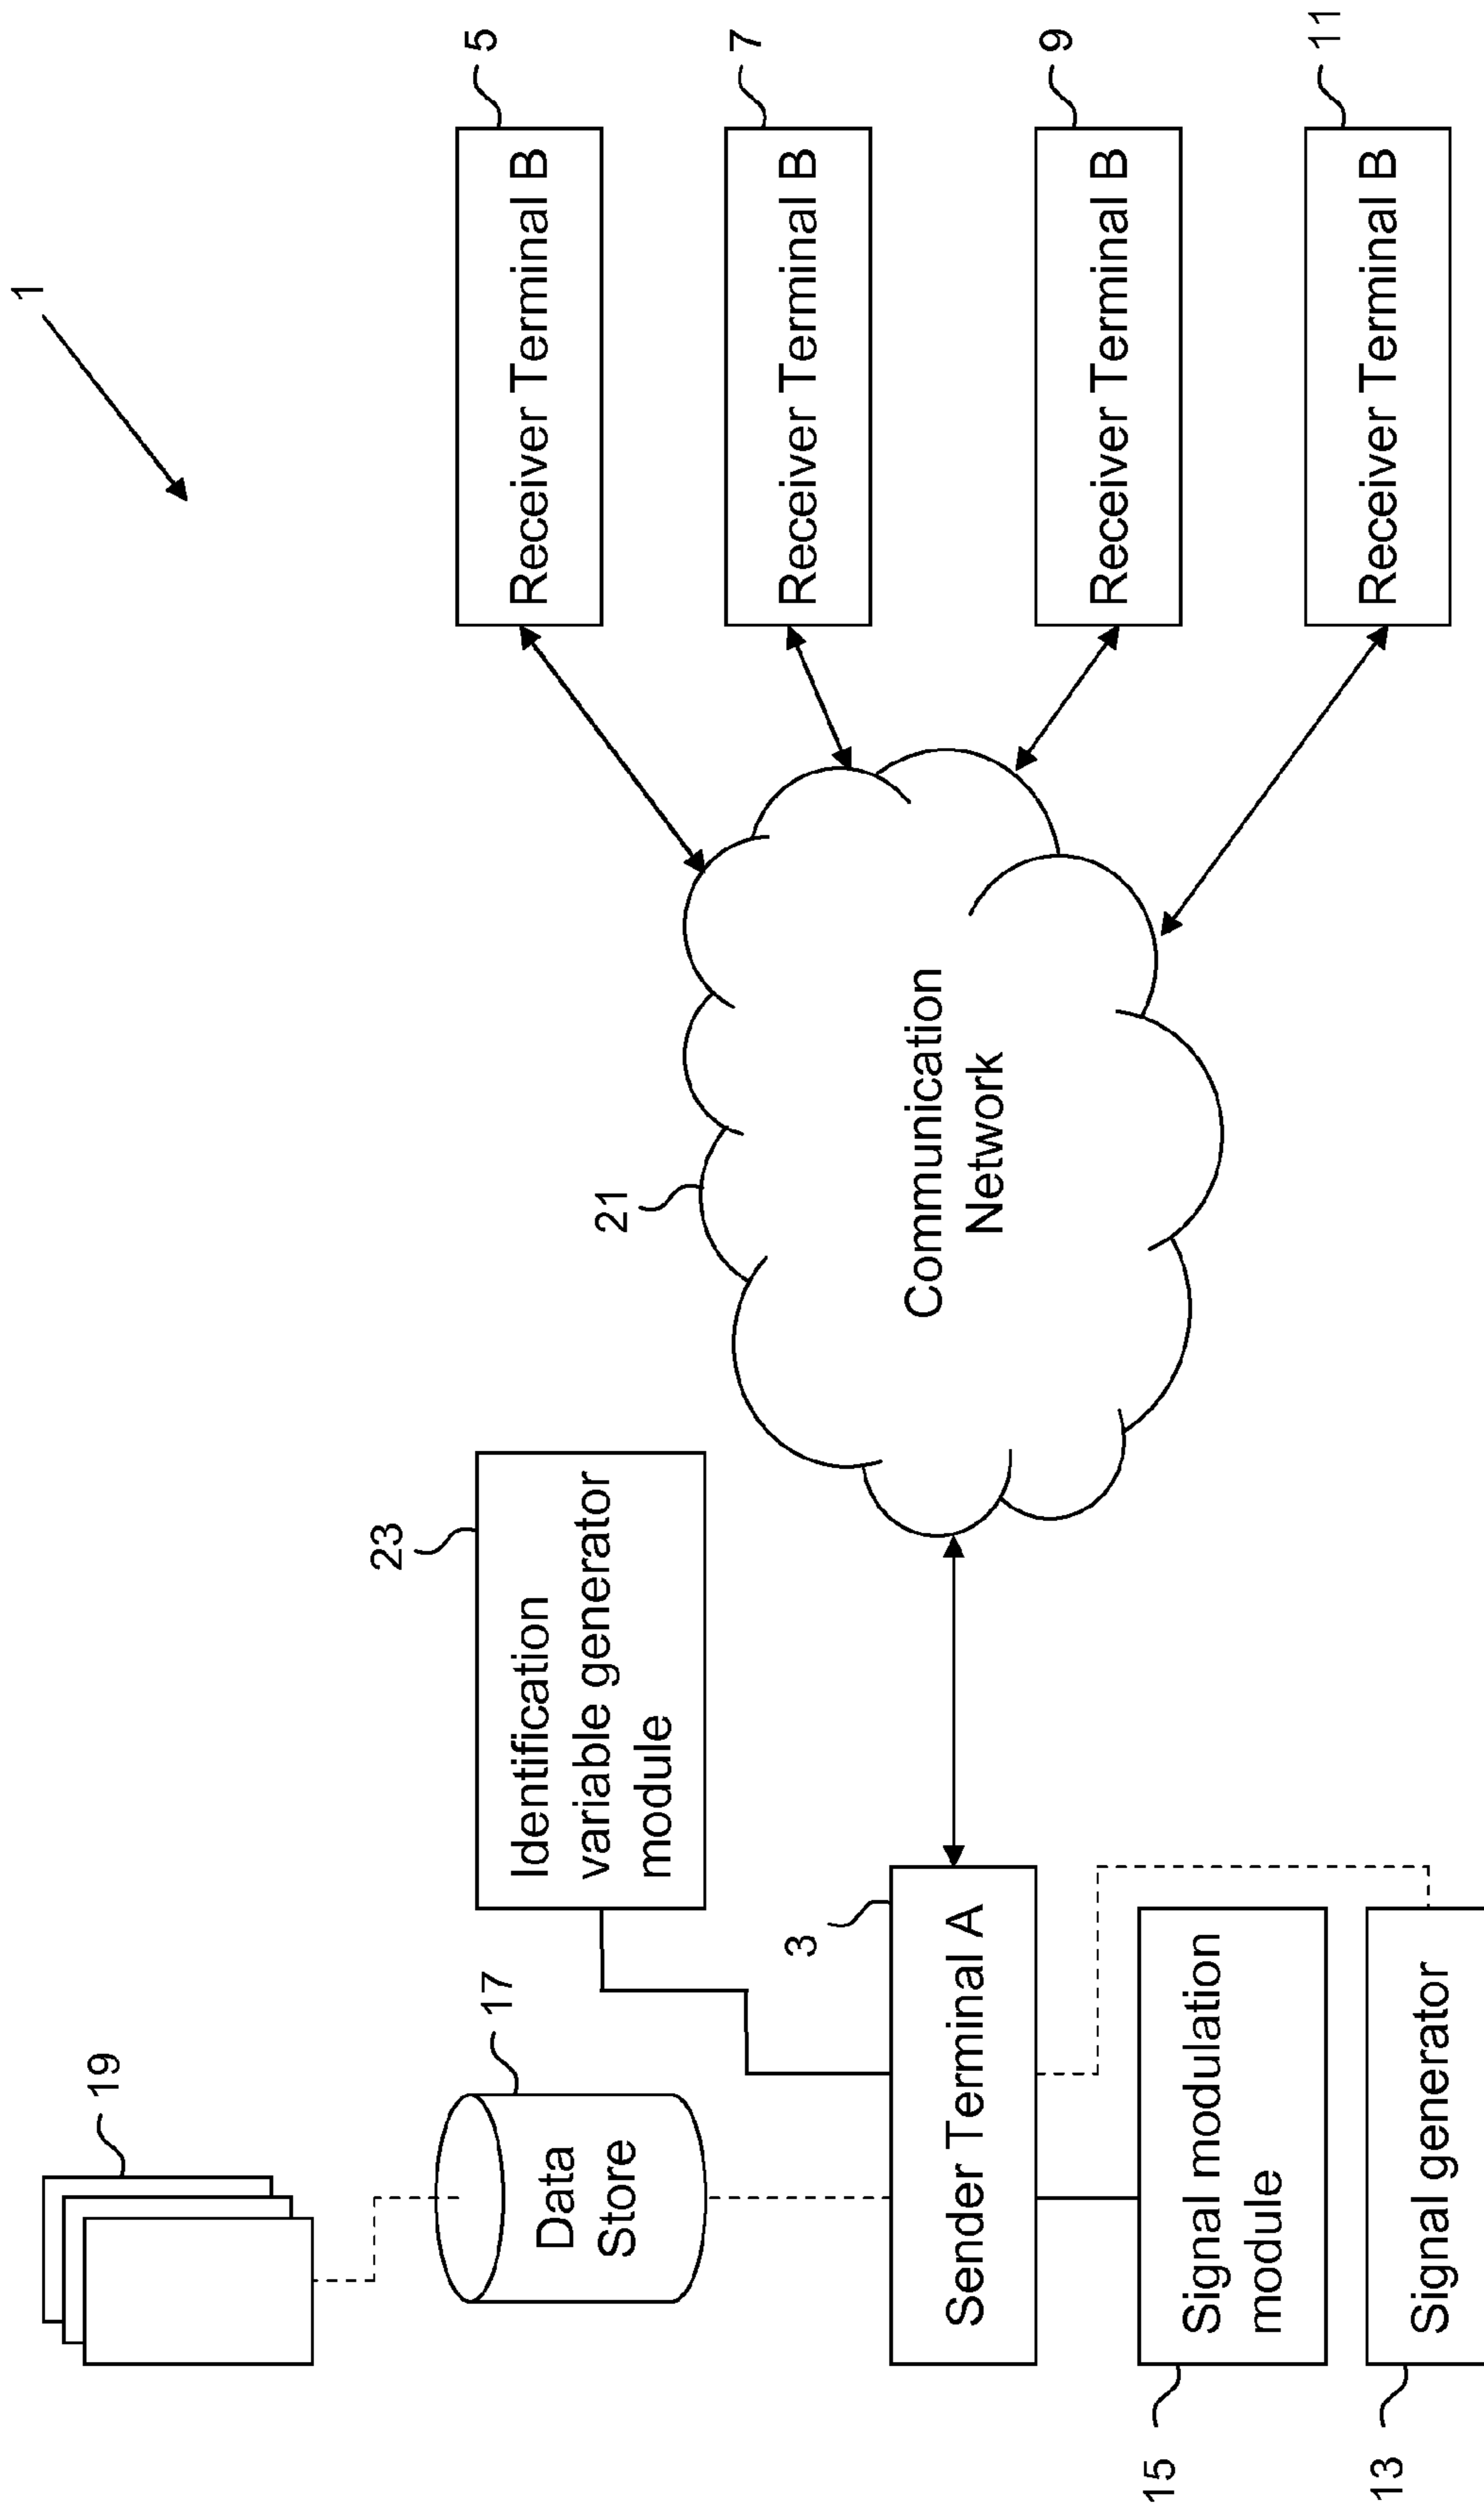 1
19
17
Data
Store
23
Identification
variable generator
module
3
Sender Terminal A
15
Signal modulation
module
13
Signal generator
21
Communication
Network
5
Receiver Terminal B
7
Receiver Terminal B
9
Receiver Terminal B
11
Receiver Terminal B